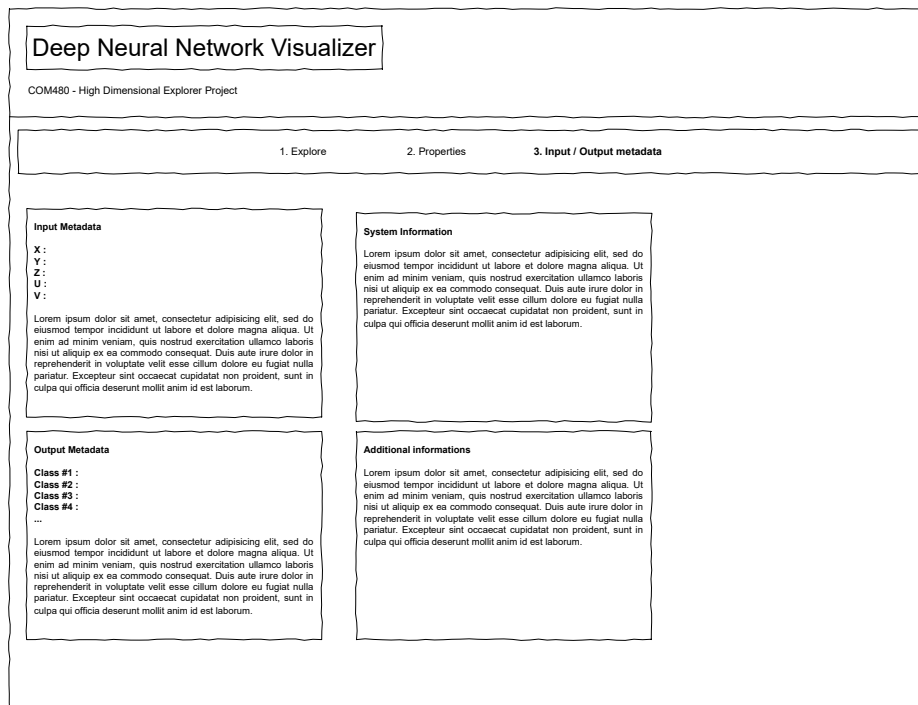 Deep Neural Network Visualizer
COM480 - High Dimensional Explorer Project
1. Explore
2. Properties
3. Input / Output metadata
Input Metadata
X :
Y :
Z :
U :
V :
Lorem ipsum dolor sit amet, consectetur adipisicing elit, sed do
eiusmod tempor incididunt ut labore et dolore magna aliqua. Ut
enim ad minim veniam, quis nostrud exercitation ullamco laboris
nisi ut aliquip ex ea commodo consequat. Duis aute irure dolor in
reprehenderit in voluptate velit esse cillum dolore eu fugiat nulla
pariatur. Excepteur sint occaecat cupidatat non proident, sunt in
culpa qui officia deserunt mollit anim id est laborum.
System Information
Lorem ipsum dolor sit amet, consectetur adipisicing elit, sed do
eiusmod tempor incididunt ut labore et dolore magna aliqua. Ut
enim ad minim veniam, quis nostrud exercitation ullamco laboris
nisi ut aliquip ex ea commodo consequat. Duis aute irure dolor in
reprehenderit in voluptate velit esse cillum dolore eu fugiat nulla
pariatur. Excepteur sint occaecat cupidatat non proident, sunt in
culpa qui officia deserunt mollit anim id est laborum.
Output Metadata
Class #1 :
Class #2 :
Class #3 :
Class #4 :
...
Lorem ipsum dolor sit amet, consectetur adipisicing elit, sed do
eiusmod tempor incididunt ut labore et dolore magna aliqua. Ut
enim ad minim veniam, quis nostrud exercitation ullamco laboris
nisi ut aliquip ex ea commodo consequat. Duis aute irure dolor in
reprehenderit in voluptate velit esse cillum dolore eu fugiat nulla
pariatur. Excepteur sint occaecat cupidatat non proident, sunt in
culpa qui officia deserunt mollit anim id est laborum.
Additional informations
Lorem ipsum dolor sit amet, consectetur adipisicing elit, sed do
eiusmod tempor incididunt ut labore et dolore magna aliqua. Ut
enim ad minim veniam, quis nostrud exercitation ullamco laboris
nisi ut aliquip ex ea commodo consequat. Duis aute irure dolor in
reprehenderit in voluptate velit esse cillum dolore eu fugiat nulla
pariatur. Excepteur sint occaecat cupidatat non proident, sunt in
culpa qui officia deserunt mollit anim id est laborum.